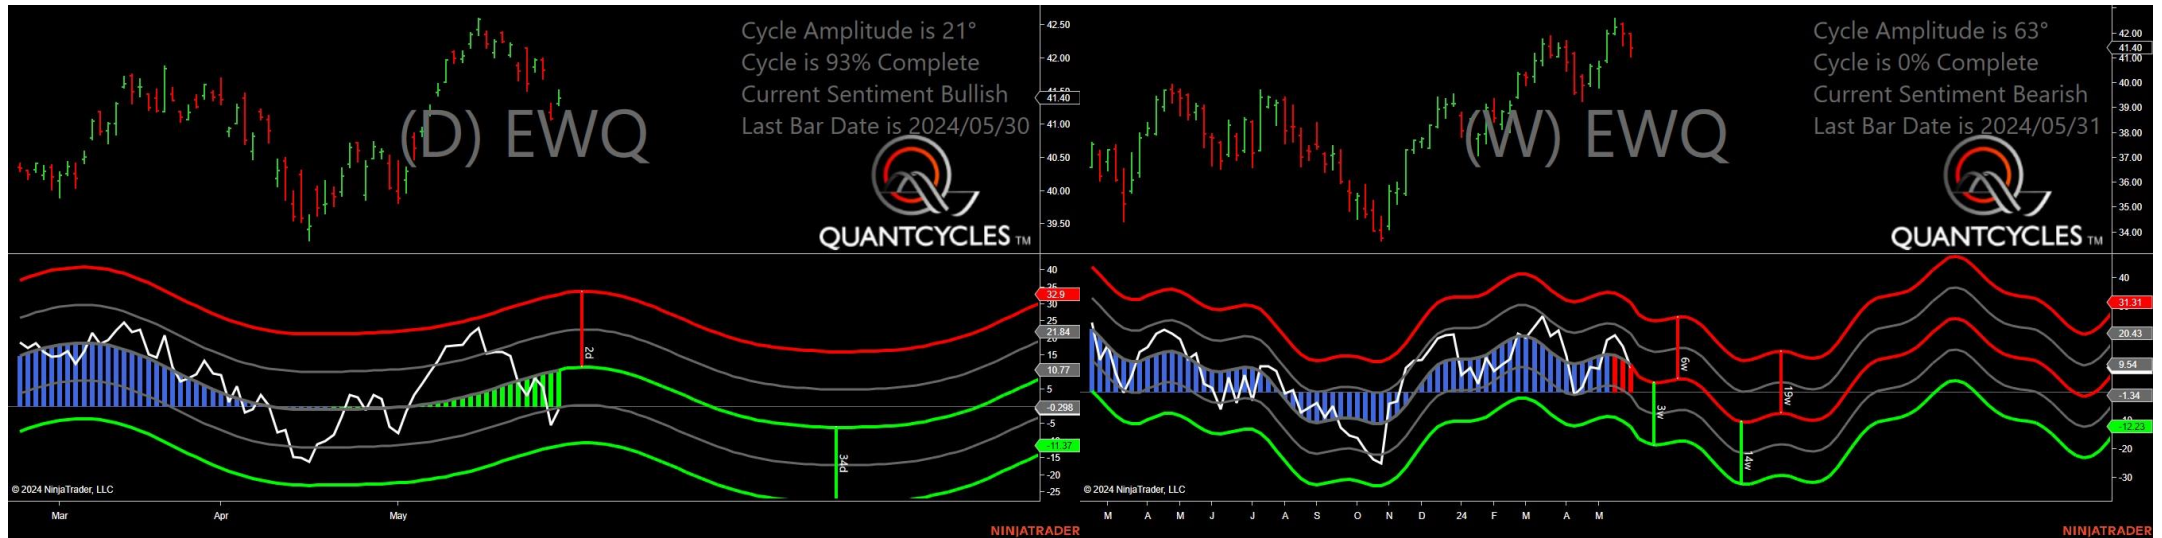 Cycle Amplitude is 21°
Cycle is 93% Complete
Current Sentiment Bullish
Last Bar Date is 2024/05/30
(D) EWQ
QUANTCYCLES TM
42.50
42.00
41.40
41.00
40.50
40.00
39.50
40
32.9
30
25
21.84
15
10.77
5
-0.298
-5
-11.37
-15
-20
-25
2d
34d
© 2024 NinjaTrader, LLC
Mar Apr May
NINJATRADER
Cycle Amplitude is 63°
Cycle is 0% Complete
Current Sentiment Bearish
Last Bar Date is 2024/05/31
(W) EWQ
QUANTCYCLES TM
42.00
41.40
41.00
40.00
39.00
38.00
37.00
36.00
35.00
34.00
40
31.31
20.43
9.54
-1.34
-12.23
-20
-30
6w
3w
19w
14w
© 2024 NinjaTrader, LLC
M A M J J A S O N D 24 F M A M
NINJATRADER